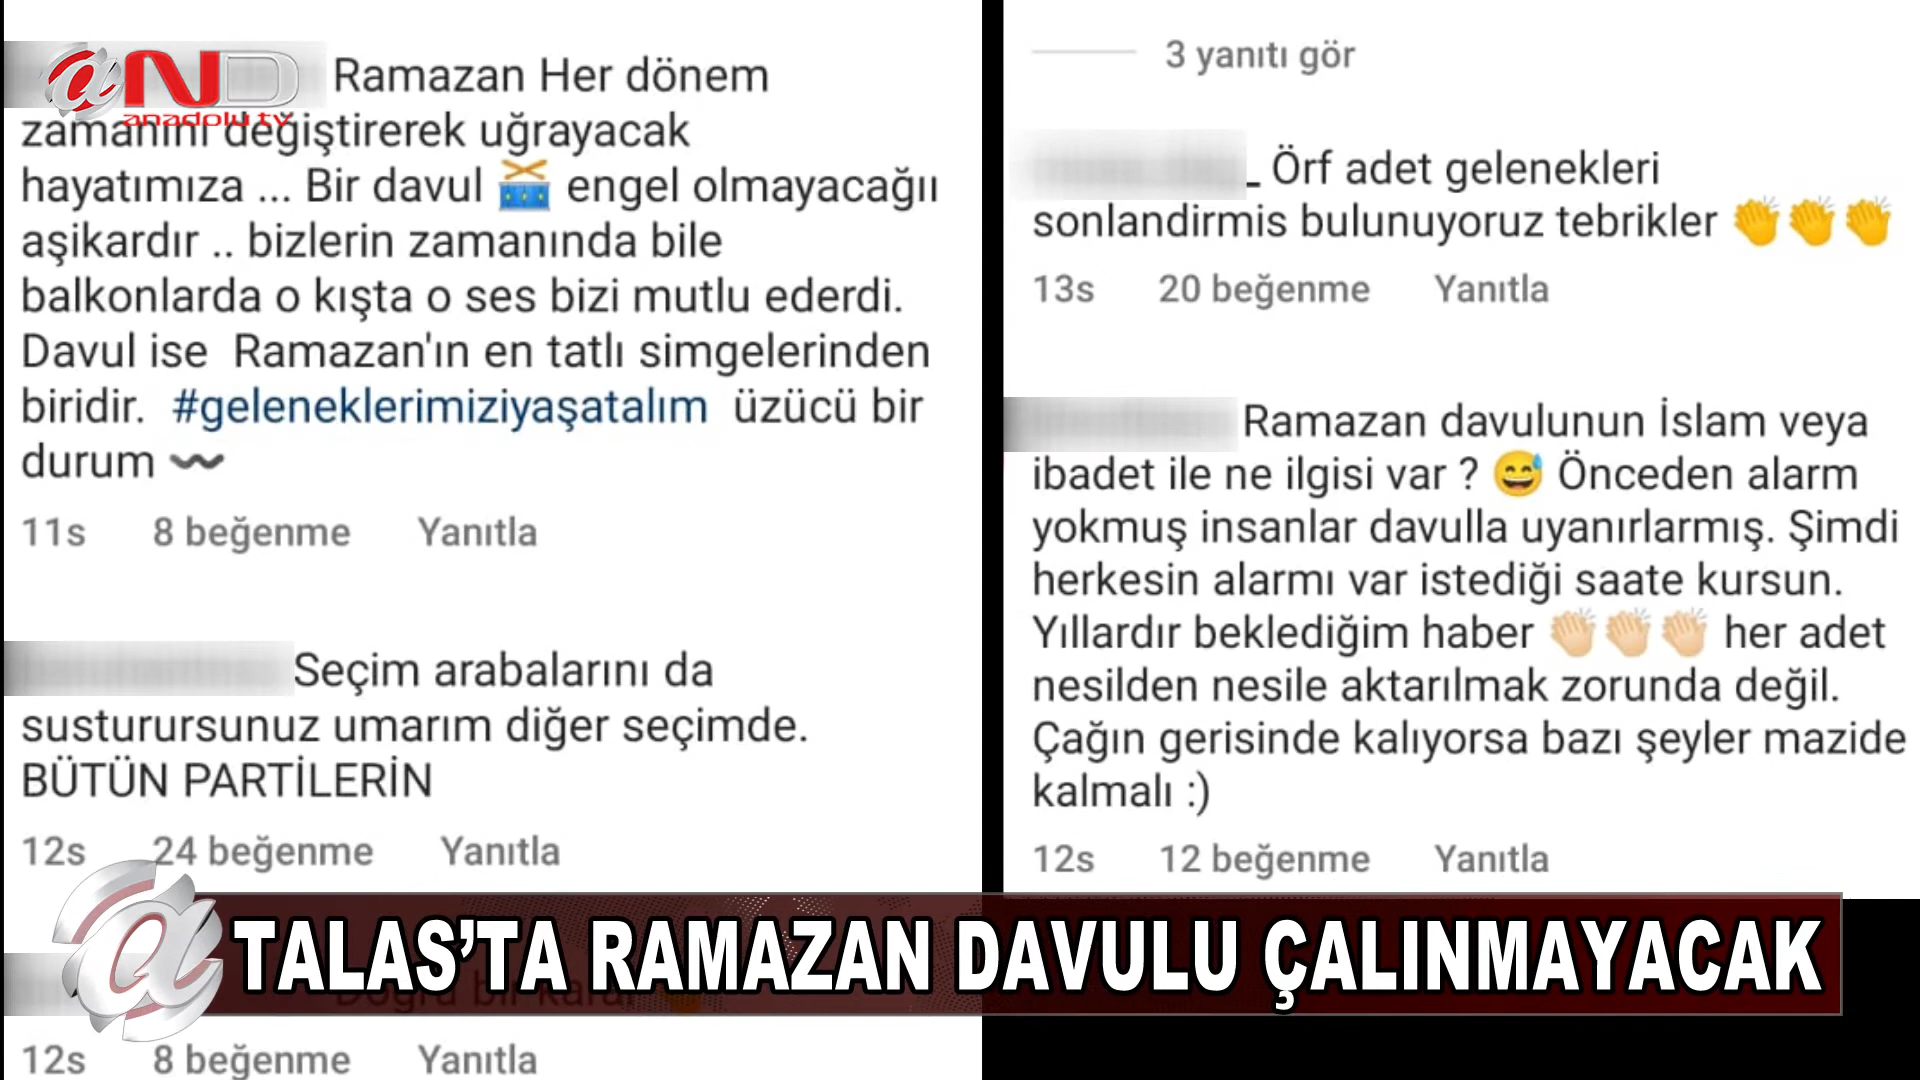 AND
anadolu tv
Ramazan Her dönem
zamanını değiştirerek uğrayacak
hayatımıza ... Bir davul 🥁 engel olmayacağıı
aşikardır .. bizlerin zamanında bile
balkonlarda o kışta o ses bizi mutlu ederdi.
Davul ise Ramazan'ın en tatlı simgelerinden
biridir. #geleneklerimiziyaşatalım üzücü bir
durum 〰️
11s 8 beğenme Yanıtla
Seçim arabalarını da
susturursunuz umarım diğer seçimde.
BÜTÜN PARTİLERİN
12s 24 beğenme Yanıtla
Doğru bir karar
12s 8 beğenme Yanıtla
3 yanıtı gör
_ Örf adet gelenekleri
sonlandirmis bulunuyoruz tebrikler 👏👏👏
13s 20 beğenme Yanıtla
Ramazan davulunun İslam veya
ibadet ile ne ilgisi var ? 😅 Önceden alarm
yokmuş insanlar davulla uyanırlarmış. Şimdi
herkesin alarmı var istediği saate kursun.
Yıllardır beklediğim haber 👏🏻👏🏻👏🏻 her adet
nesilden nesile aktarılmak zorunda değil.
Çağın gerisinde kalıyorsa bazı şeyler mazide
kalmalı :)
12s 12 beğenme Yanıtla
TALAS'TA RAMAZAN DAVULU ÇALINMAYACAK